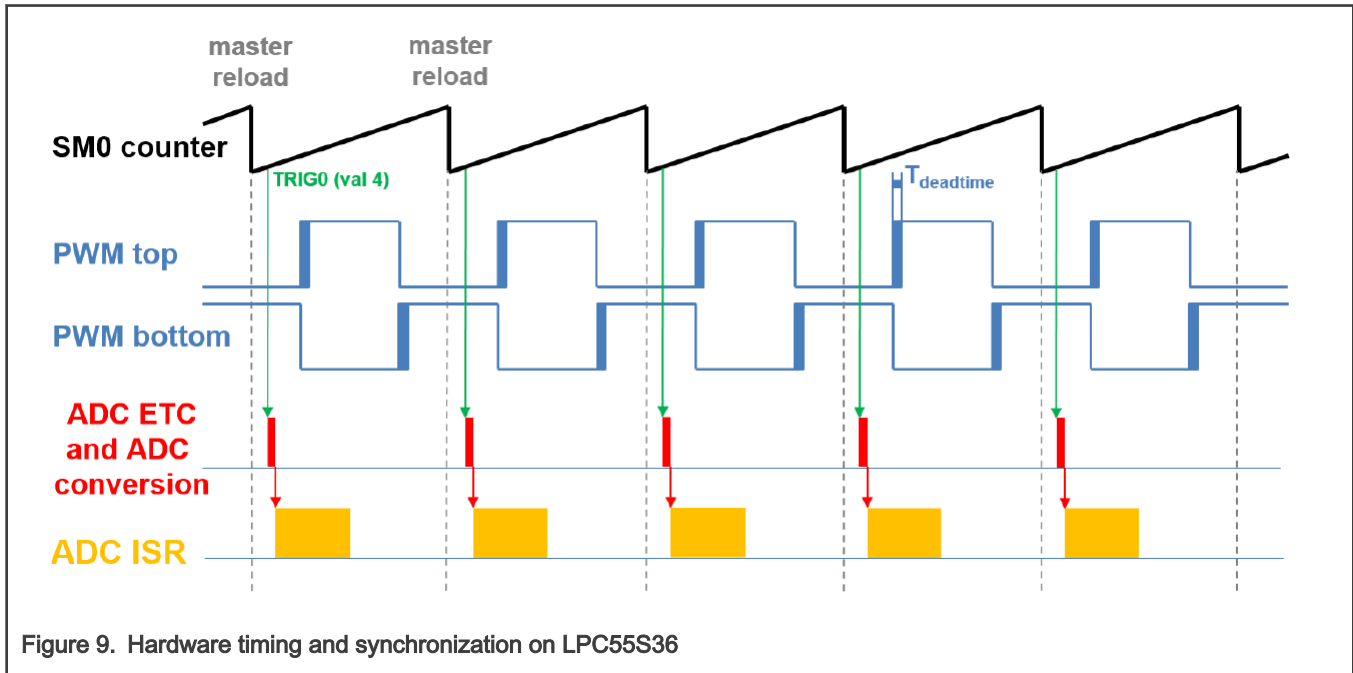 master
reload
master
reload
SM0 counter
TRIG0 (val 4)
Tdeadtime
PWM top
PWM bottom
ADC ETC
and ADC
conversion
ADC ISR
Figure 9. Hardware timing and synchronization on LPC55S36